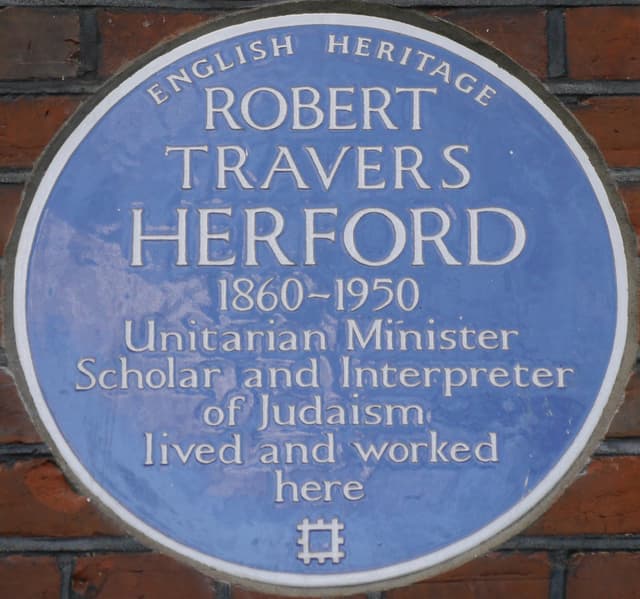 ENGLISH HERITAGE
ROBERT
TRAVERS
HERFORD
1860-1950
Unitarian Minister
Scholar and Interpreter
of Judaism
lived and worked
here